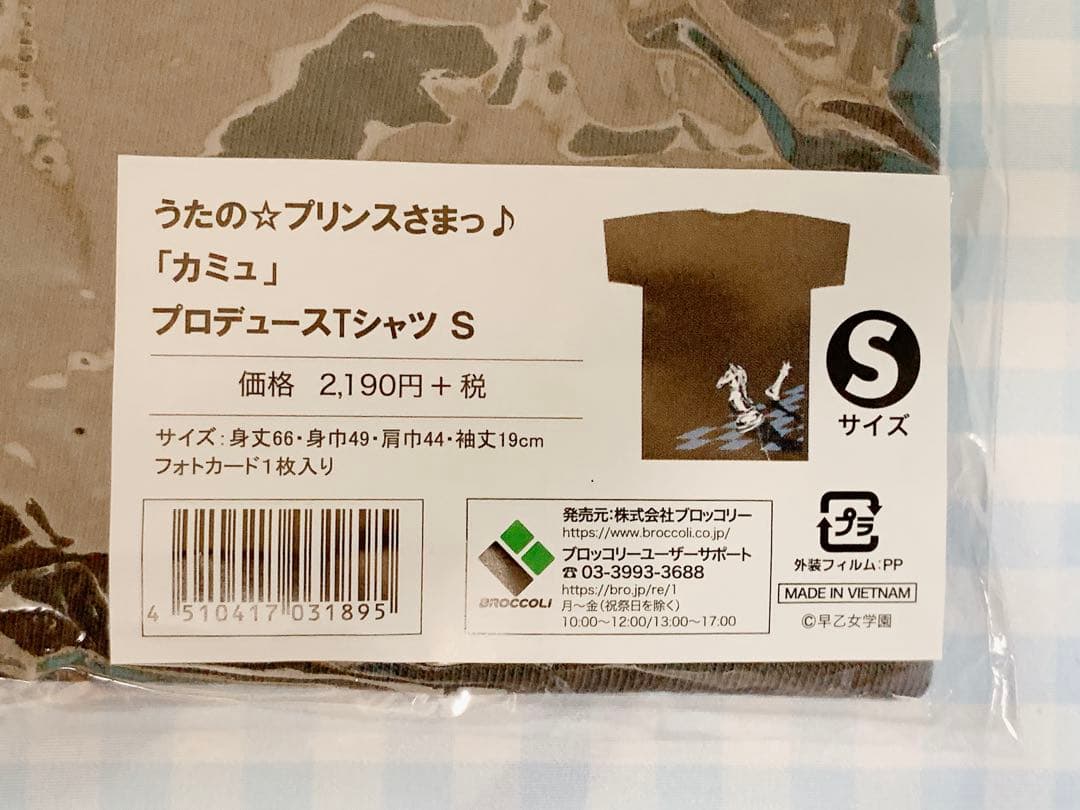 うたの☆プリンスさまっ♪
「カミュ」
プロデュースTシャツ S
価格 2,190円＋税
サイズ：身丈66・身巾49・肩巾44・袖丈19cm
フォトカード1枚入り
S
サイズ
4 510417 031895
BROCCOLI
発売元：株式会社ブロッコリー
https://www.broccoli.co.jp/
ブロッコリーユーザーサポート
☎ 03-3993-3688
https://bro.jp/re/1
月～金（祝祭日を除く）
10:00～12:00/13:00～17:00
プラ
外装フィルム：PP
MADE IN VIETNAM
©早乙女学園